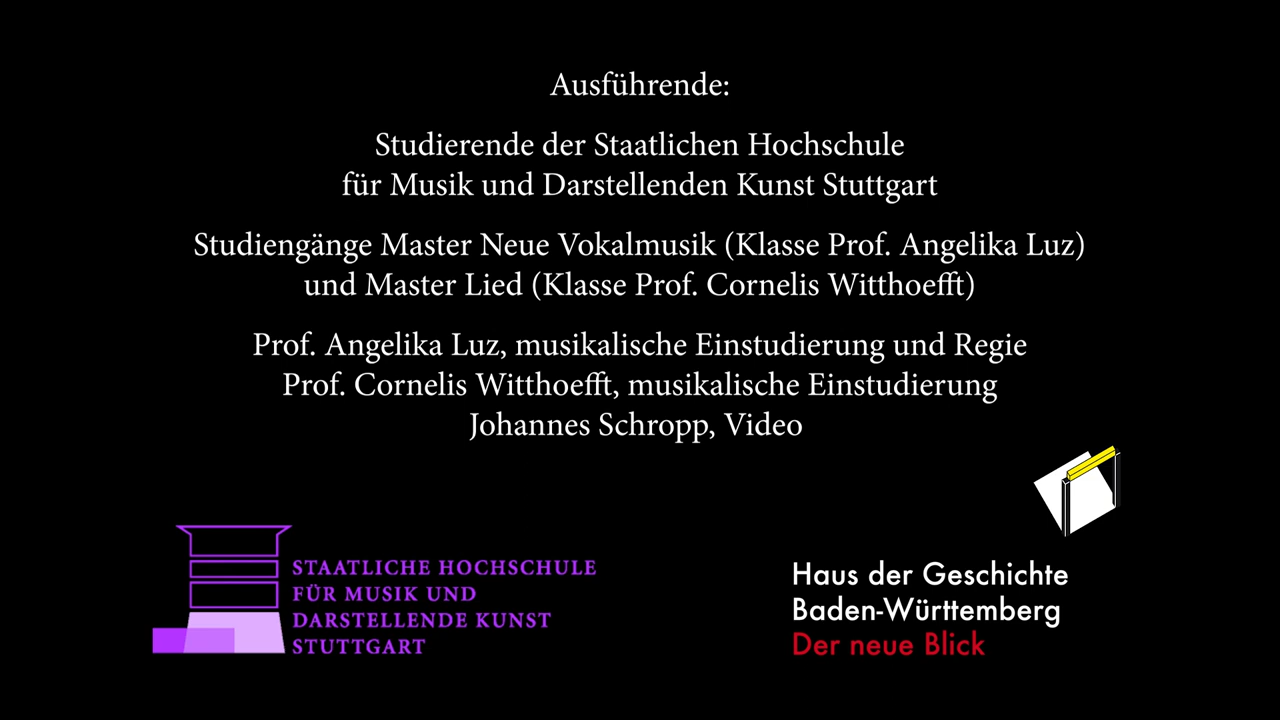 Ausführende:
Studierende der Staatlichen Hochschule
für Musik und Darstellenden Kunst Stuttgart
Studiengänge Master Neue Vokalmusik (Klasse Prof. Angelika Luz)
und Master Lied (Klasse Prof. Cornelis Witthoefft)
Prof. Angelika Luz, musikalische Einstudierung und Regie
Prof. Cornelis Witthoefft, musikalische Einstudierung
Johannes Schropp, Video
STAATLICHE HOCHSCHULE
FÜR MUSIK UND
DARSTELLENDE KUNST
STUTTGART
Haus der Geschichte
Baden-Württemberg
Der neue Blick